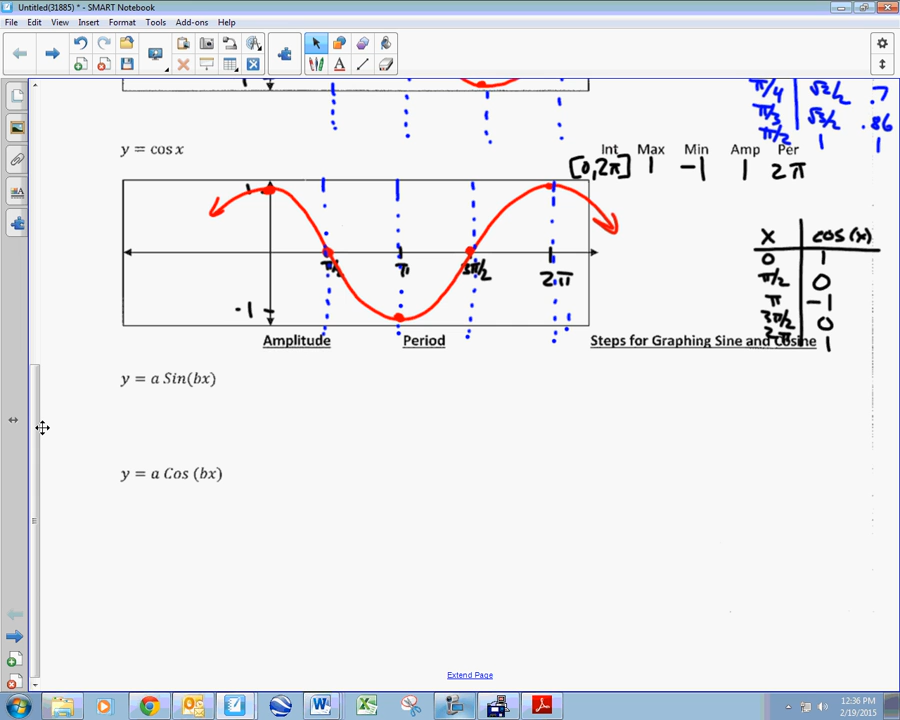 Untitled(31885) * - SMART Notebook
File Edit View Insert Format Tools Add-ons Help
π/4 √2/2 .7
π/3 √3/2 .86
π/2 1 1
y = cos x
Int Max Min Amp Per
[0,2π] 1 -1 1 2π
1
π/2 π 3π/2 2π
-1
x cos(x)
0 1
π/2 0
π -1
3π/2 0
2π 1
Amplitude Period Steps for Graphing Sine and Cosine
y = a Sin(bx)
y = a Cos (bx)
Extend Page
12:36 PM
2/19/2015